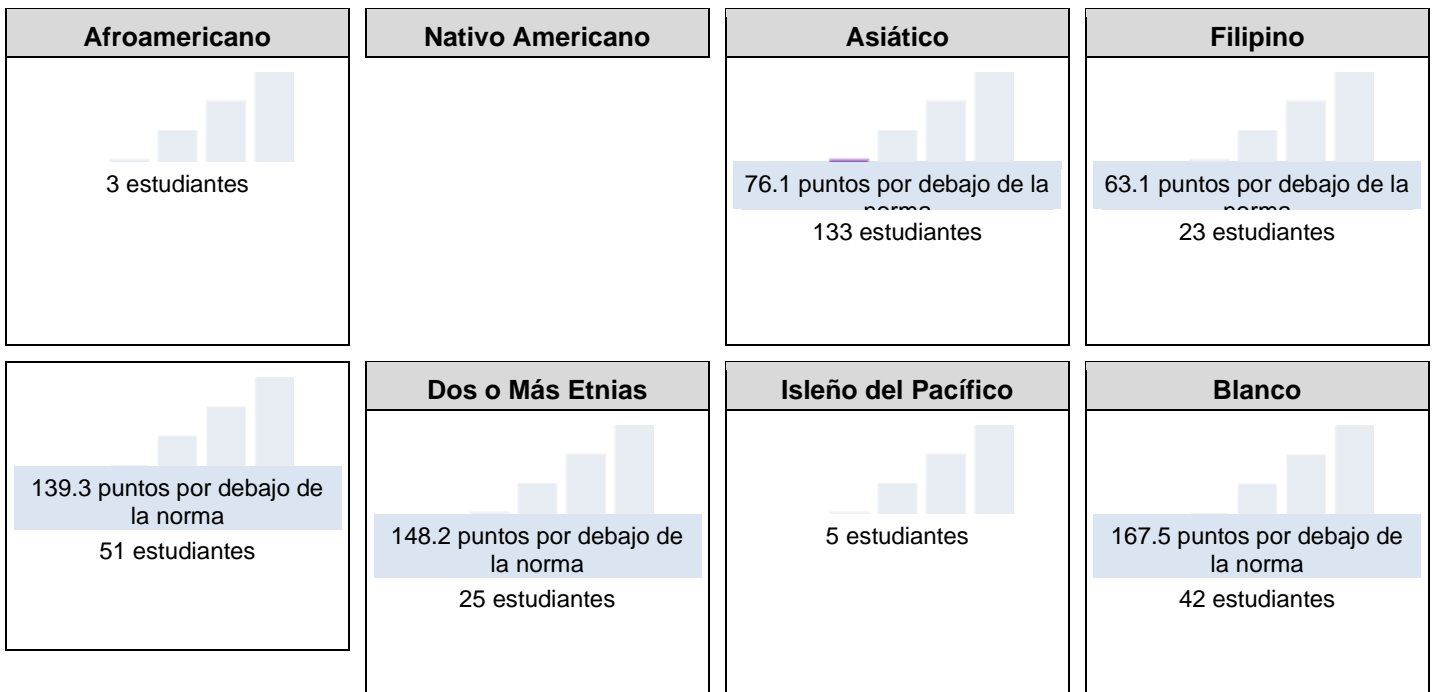 Afroamericano
3 estudiantes
Nativo Americano
Asiático
76.1 puntos por debajo de la
norma
133 estudiantes
Filipino
63.1 puntos por debajo de la
norma
23 estudiantes
139.3 puntos por debajo de
la norma
51 estudiantes
Dos o Más Etnias
148.2 puntos por debajo de
la norma
25 estudiantes
Isleño del Pacífico
5 estudiantes
Blanco
167.5 puntos por debajo de
la norma
42 estudiantes